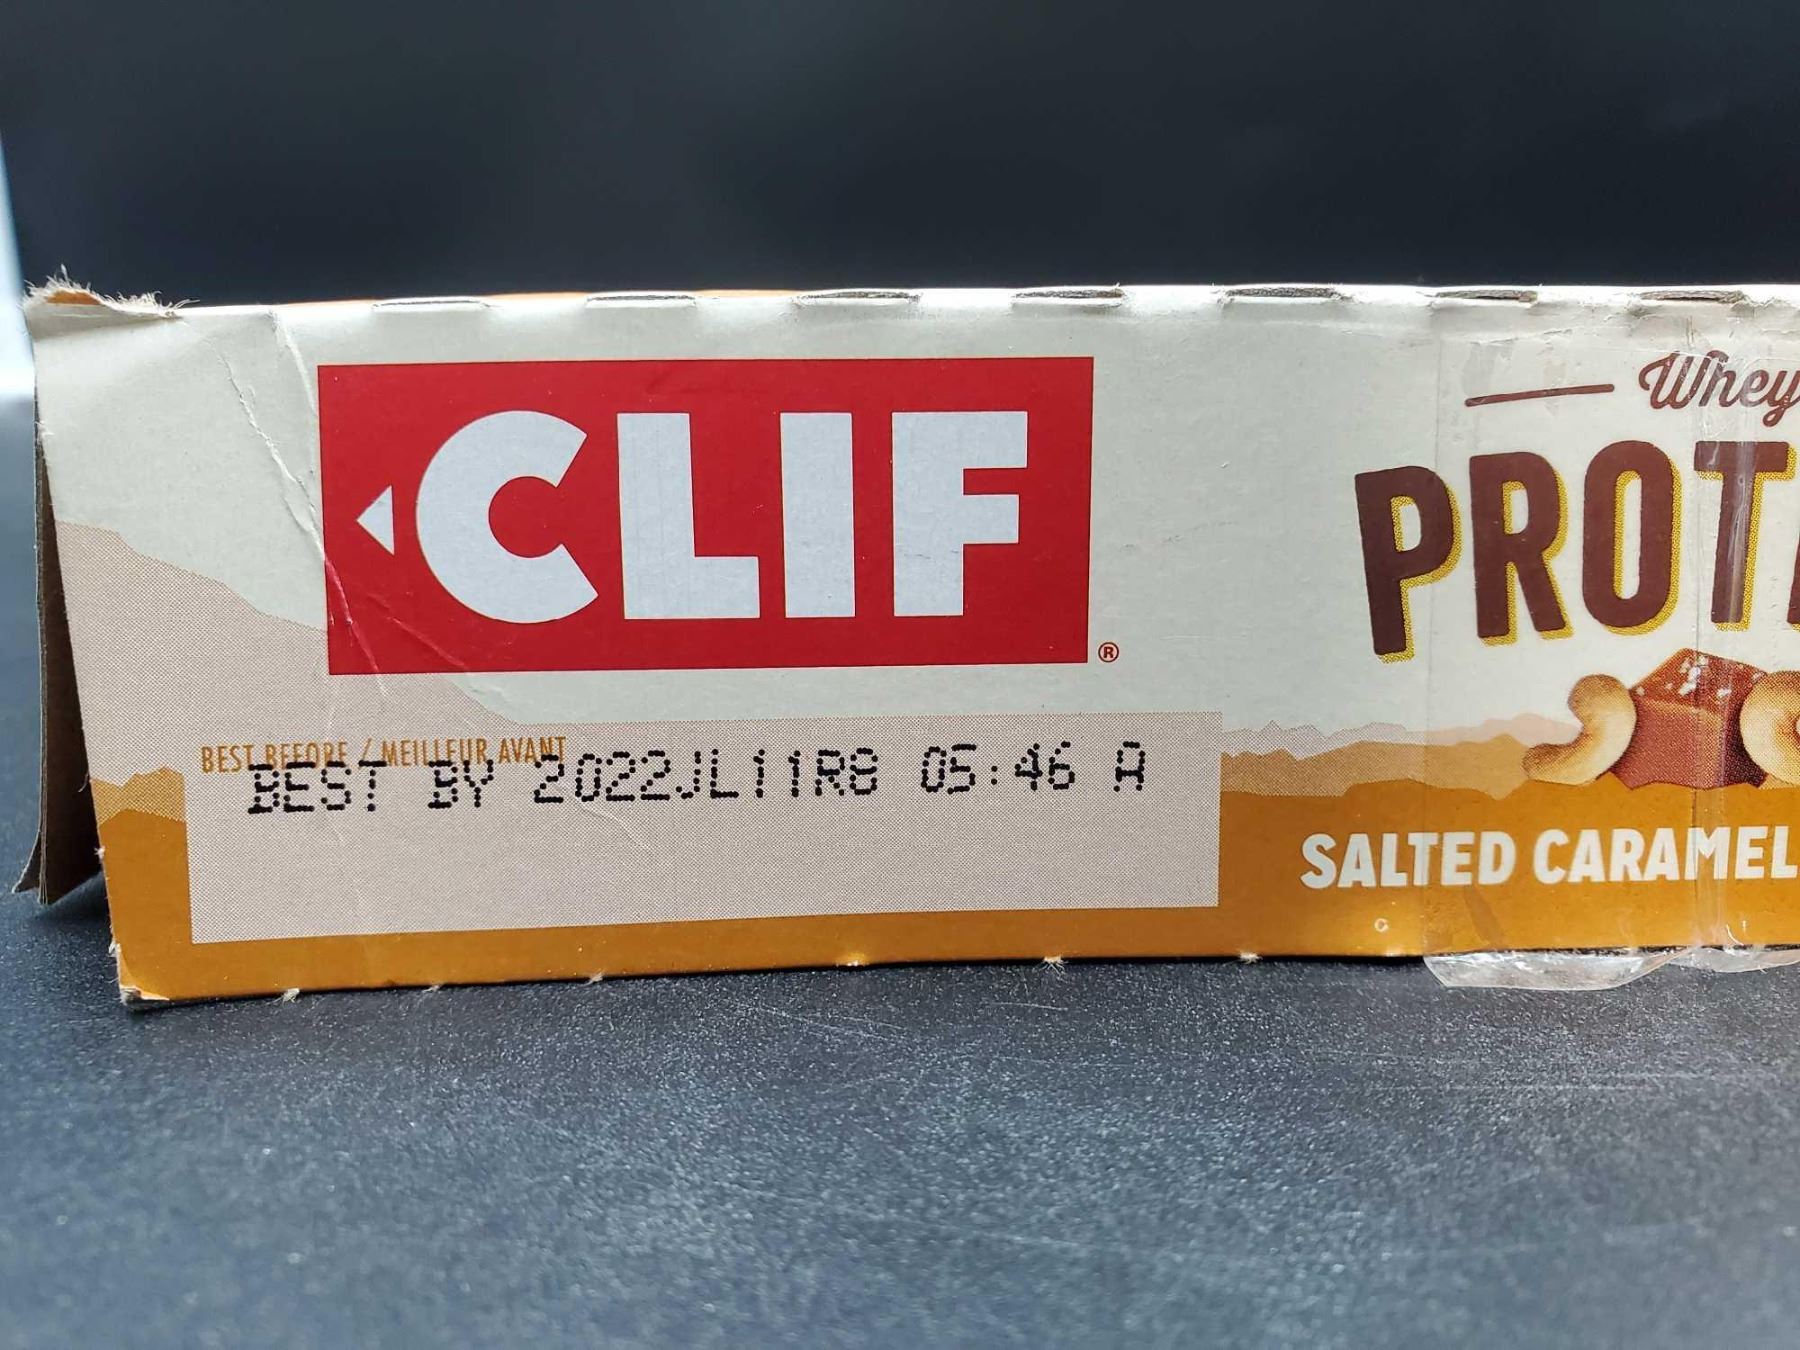 CLIF®
Whey
PROT
SALTED CARAMEL
BEST BEFORE / MEILLEUR AVANT
BEST BY 2022JL11R8 05:46 A